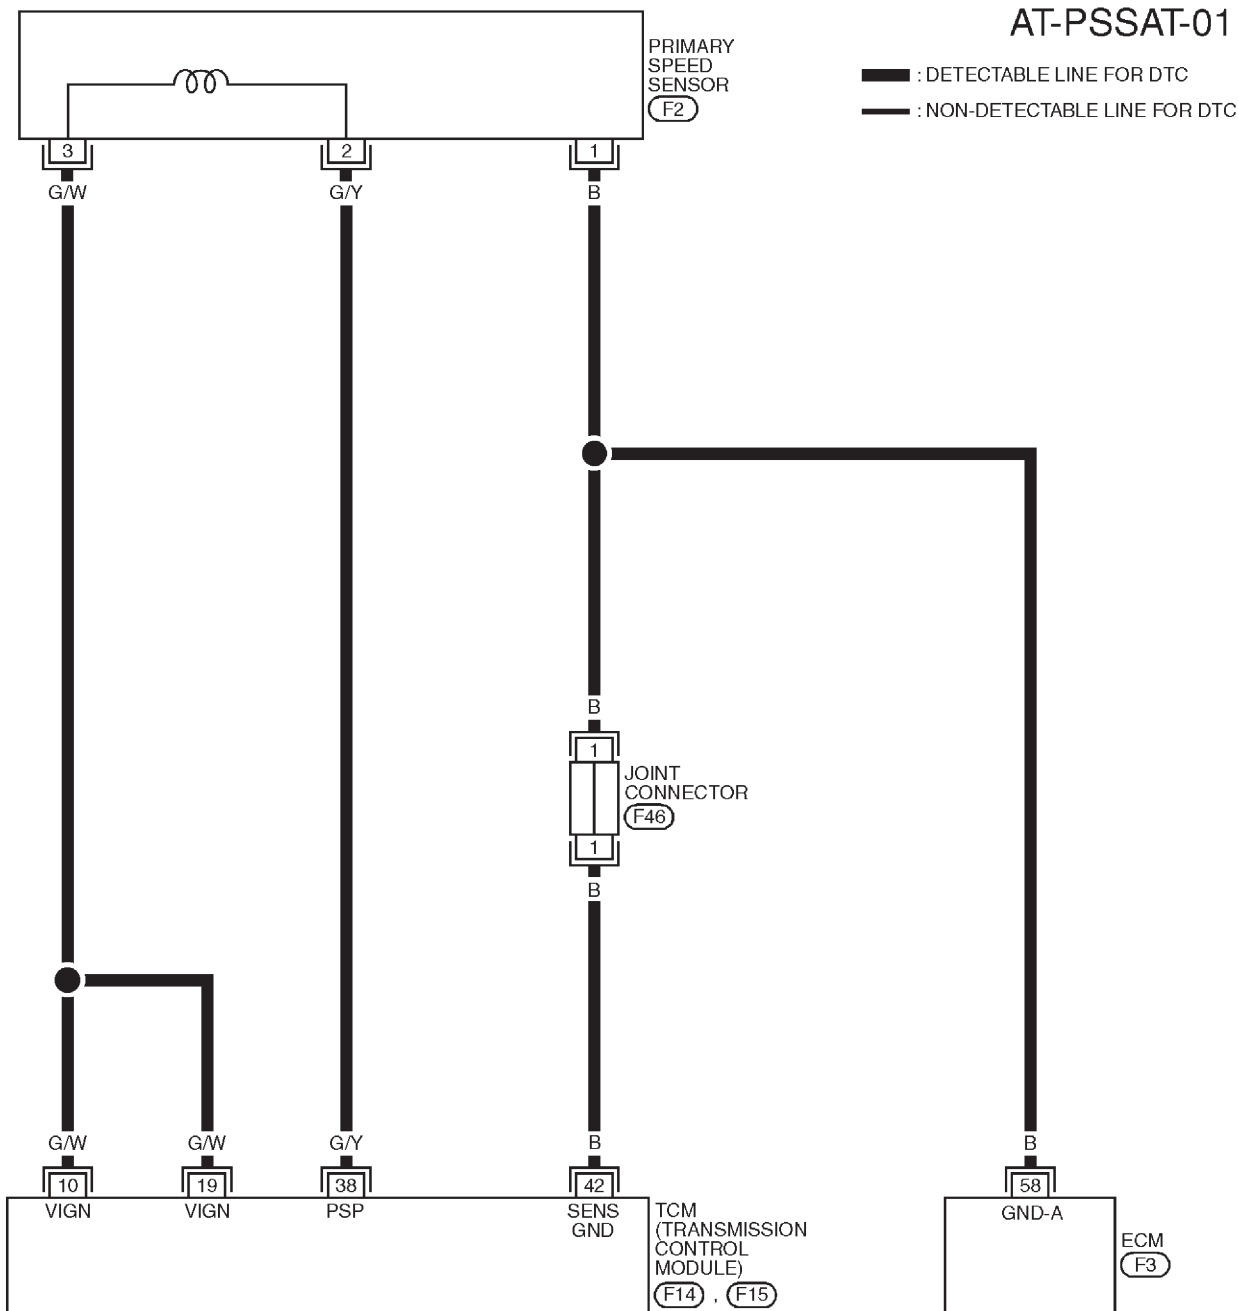 AT-PSSAT-01
: DETECTABLE LINE FOR DTC
: NON-DETECTABLE LINE FOR DTC
PRIMARY
SPEED
SENSOR
F2
3
2
1
G/W
G/Y
B
B
1
JOINT
CONNECTOR
F46
1
B
G/W
G/W
G/Y
B
B
10
19
38
42
58
VIGN
VIGN
PSP
SENS
GND
GND-A
TCM
(TRANSMISSION
CONTROL
MODULE)
F14 , F15
ECM
F3